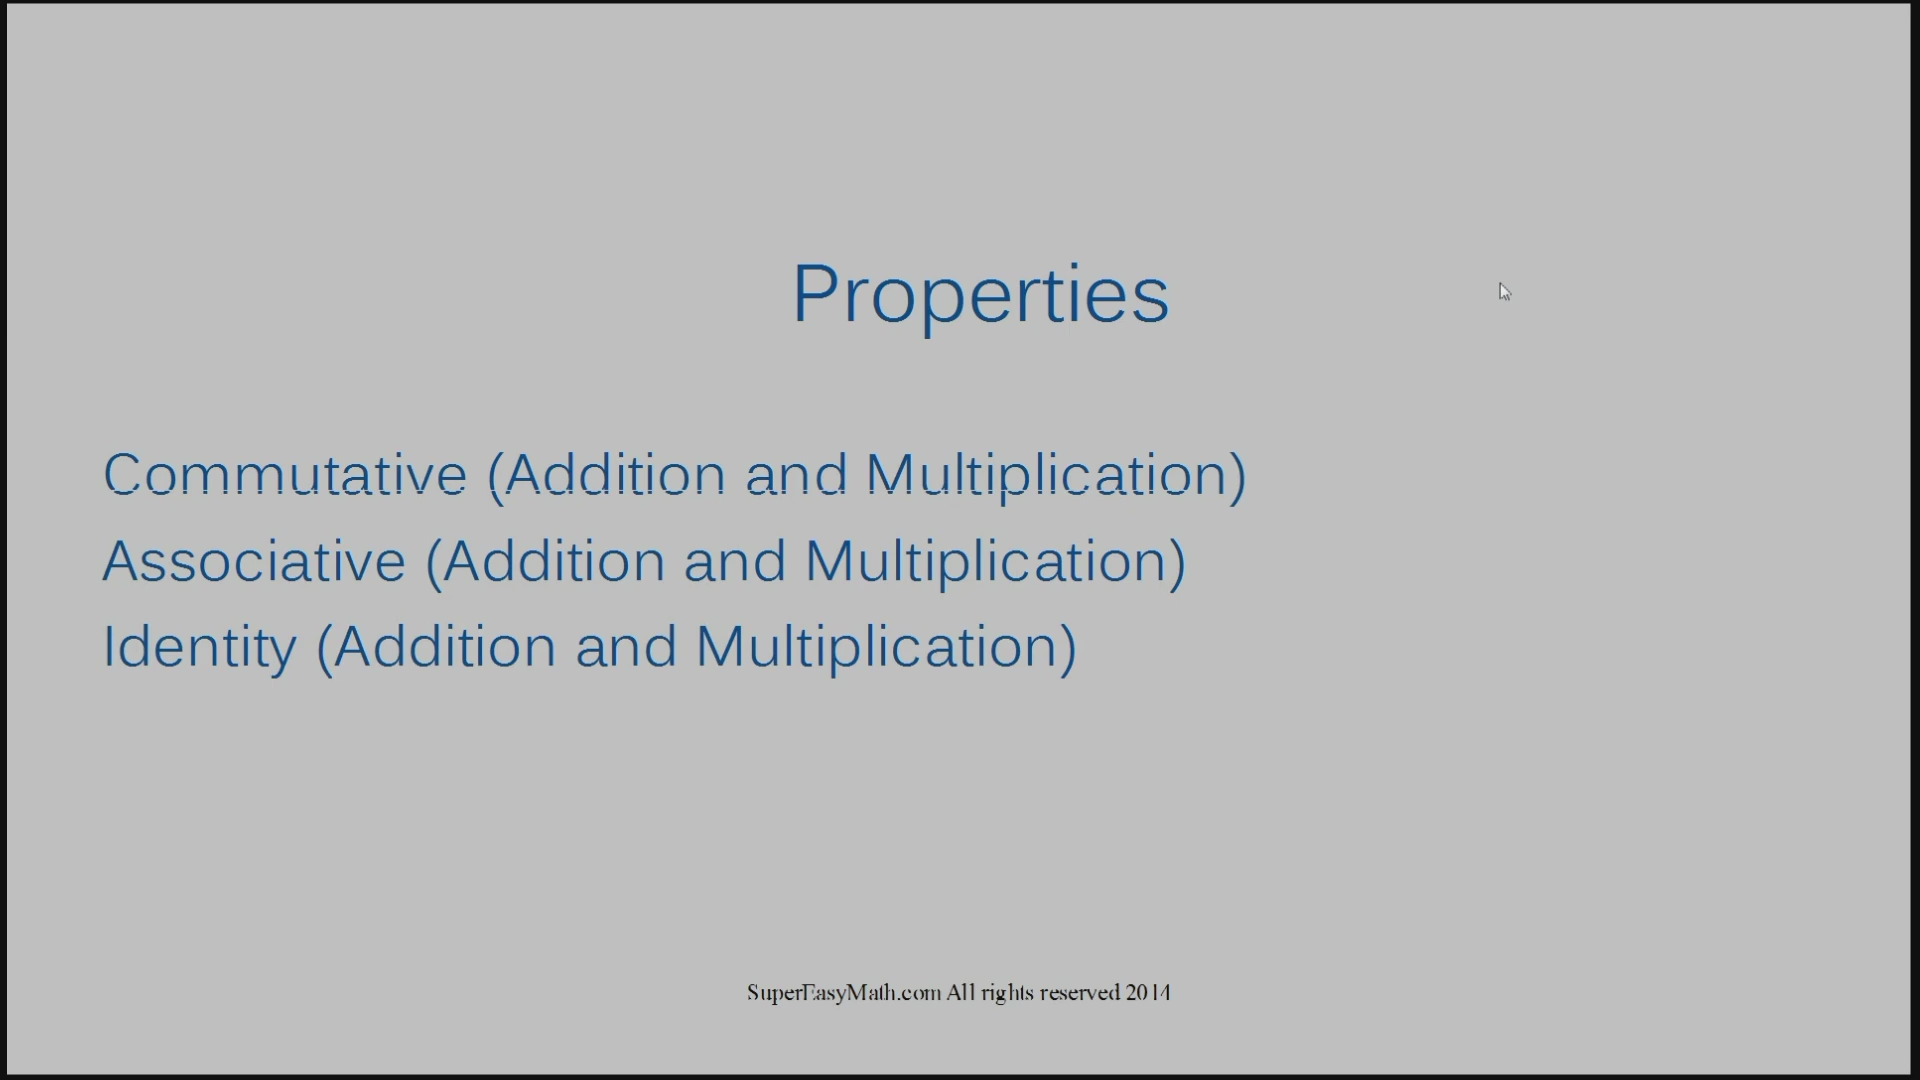 Properties
Commutative (Addition and Multiplication)
Associative (Addition and Multiplication)
Identity (Addition and Multiplication)
SuperEasyMath.com All rights reserved 2014